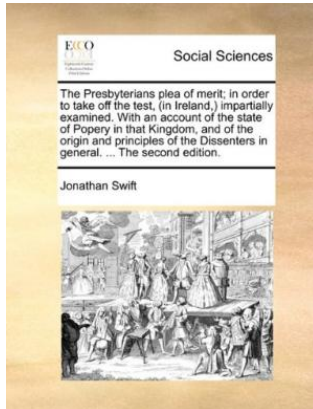 ECCO
Social Sciences
The Presbyterians plea of merit; in order
to take off the test, (in Ireland,) impartially
examined. With an account of the state
of Popery in that Kingdom, and of the
origin and principles of the Dissenters in
general. ... The second edition.
Jonathan Swift